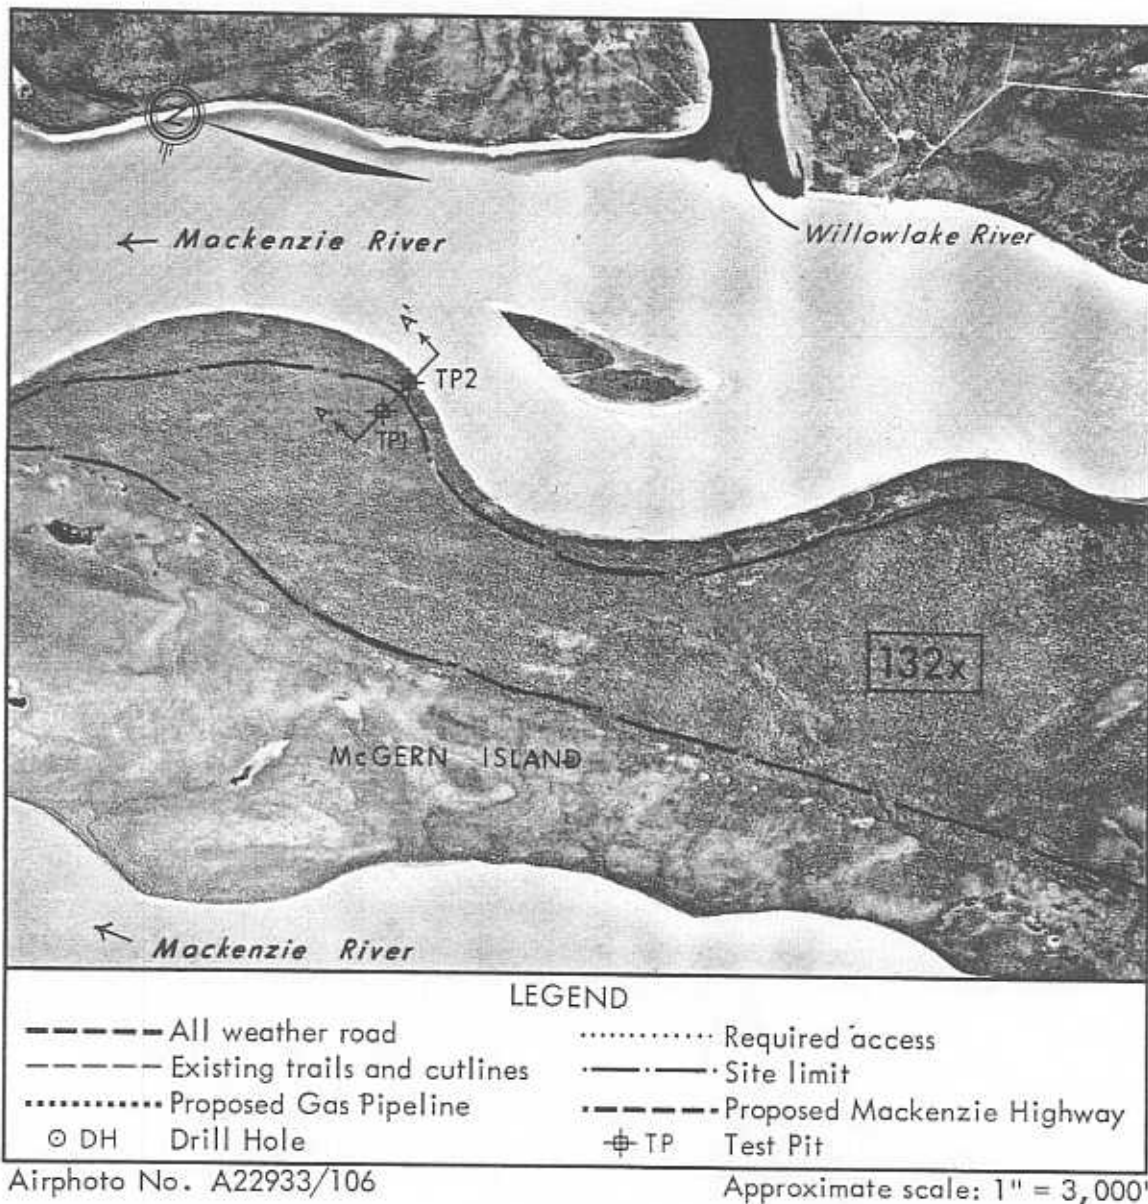 ← Mackenzie River
Willowlake River
A'
TP2
A
TP1
132x
McGERN ISLAND
← Mackenzie River
LEGEND
All weather road
Required access
Existing trails and cutlines
Site limit
Proposed Gas Pipeline
Proposed Mackenzie Highway
⊙ DH Drill Hole
TP Test Pit
Airphoto No. A22933/106
Approximate scale: 1" = 3,000'